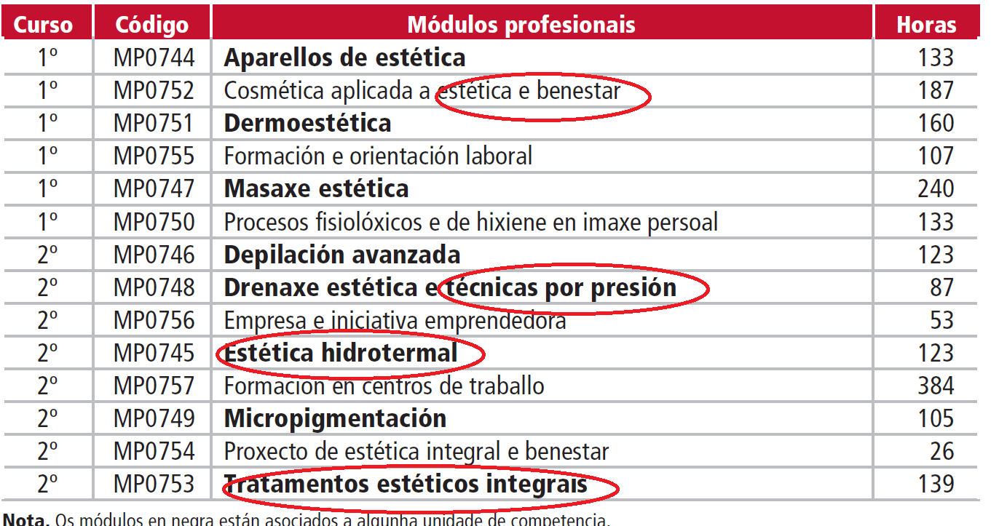 Curso Código Módulos profesionais Horas
1º MP0744 Aparellos de estética 133
1º MP0752 Cosmética aplicada a estética e benestar 187
1º MP0751 Dermoestética 160
1º MP0755 Formación e orientación laboral 107
1º MP0747 Masaxe estética 240
1º MP0750 Procesos fisiolóxicos e de hixiene en imaxe persoal 133
2º MP0746 Depilación avanzada 123
2º MP0748 Drenaxe estética e técnicas por presión 87
2º MP0756 Empresa e iniciativa emprendedora 53
2º MP0745 Estética hidrotermal 123
2º MP0757 Formación en centros de traballo 384
2º MP0749 Micropigmentación 105
2º MP0754 Proxecto de estética integral e benestar 26
2º MP0753 Tratamentos estéticos integrais 139
Nota. Os módulos en negra están asociados a algunha unidade de competencia.